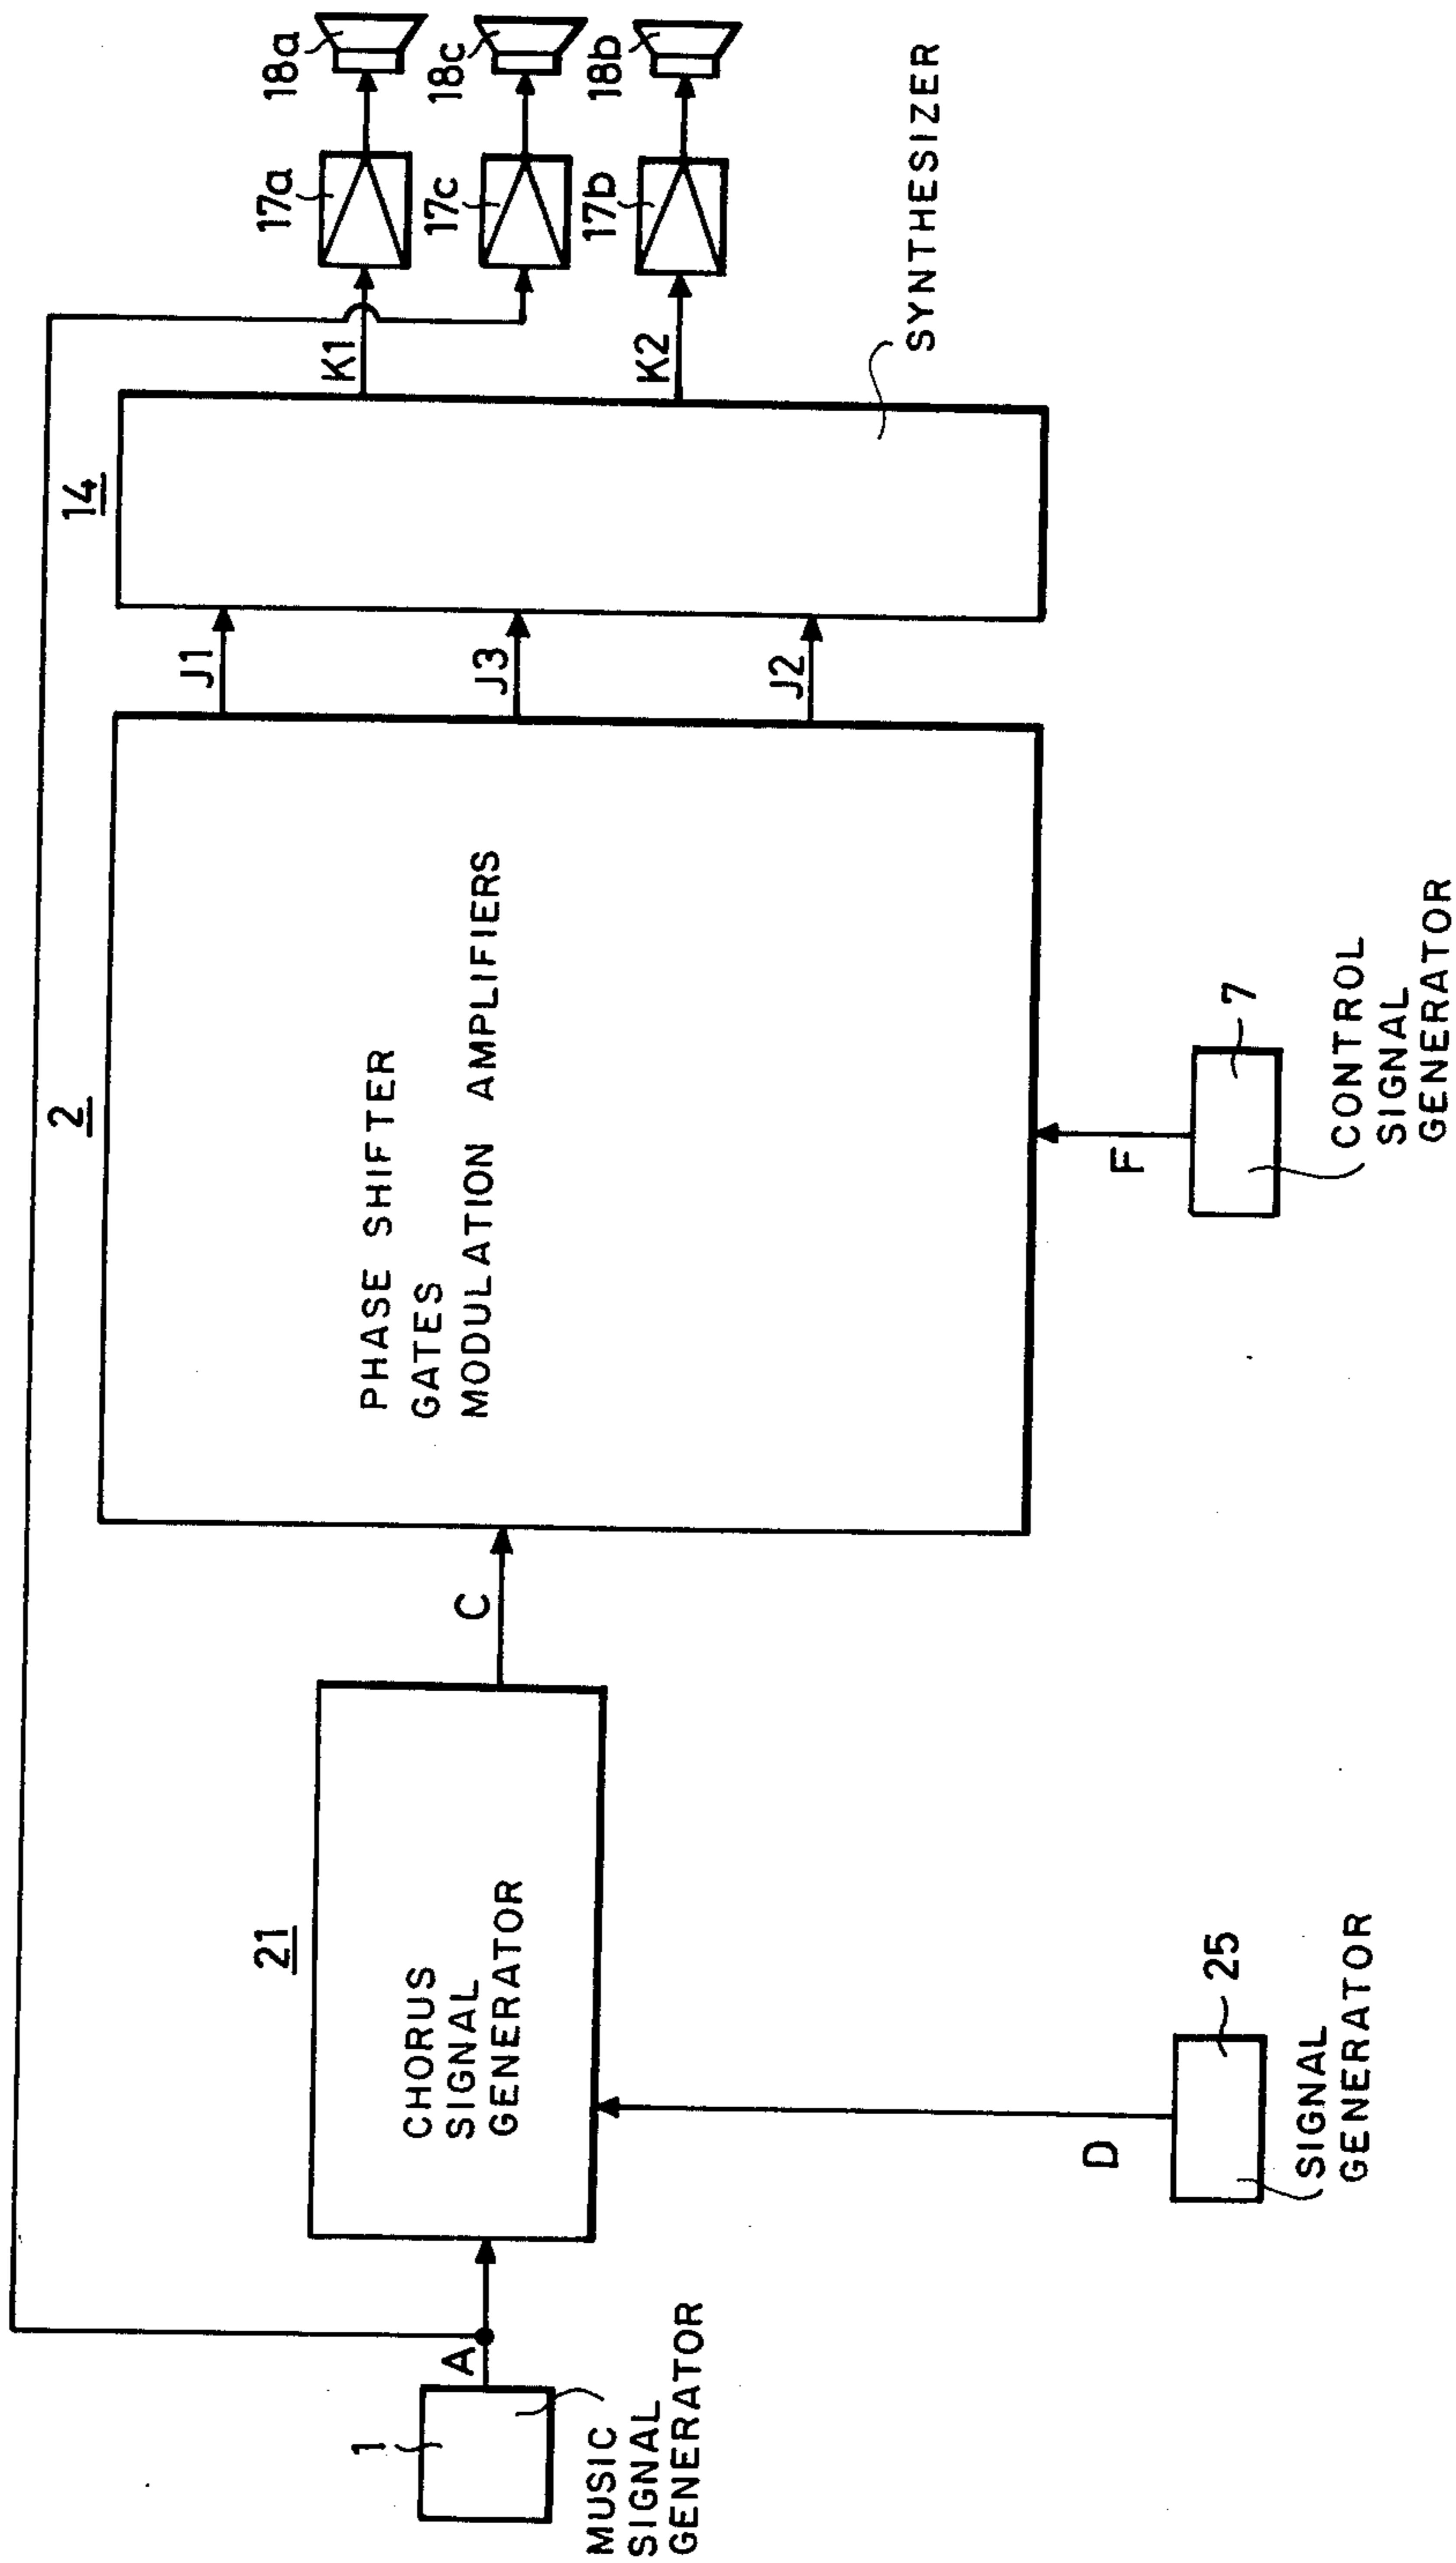 1
MUSIC
SIGNAL
GENERATOR
A
21
CHORUS
SIGNAL
GENERATOR
D
25
SIGNAL
GENERATOR
C
2
PHASE SHIFTER
GATES
MODULATION AMPLIFIERS
F
7
CONTROL
SIGNAL
GENERATOR
J1
J3
J2
14
SYNTHESIZER
K1
K2
17a
17c
17b
18a
18c
18b